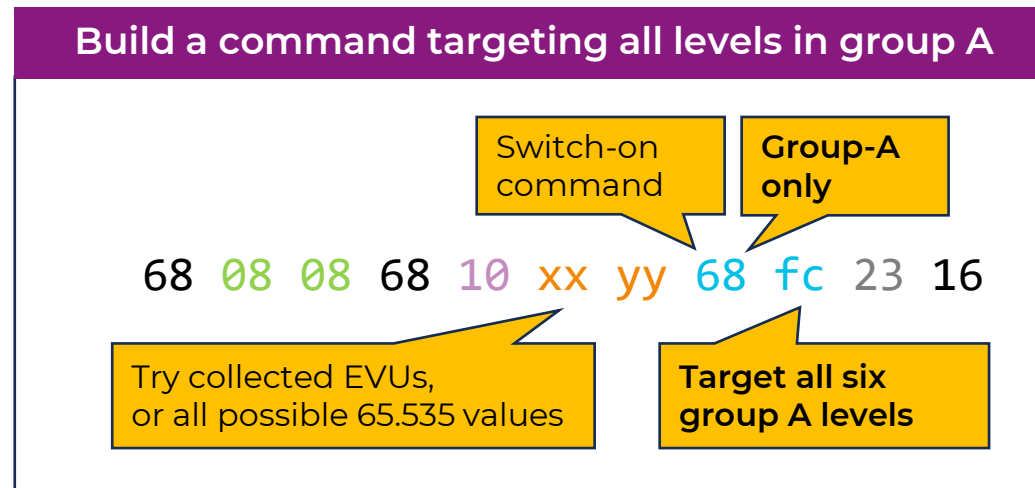 Build a command targeting all levels in group A
Switch-on
command
Group-A
only
68 08 08 68 10 xx yy 68 fc 23 16
Try collected EVUs,
or all possible 65.535 values
Target all six
group A levels